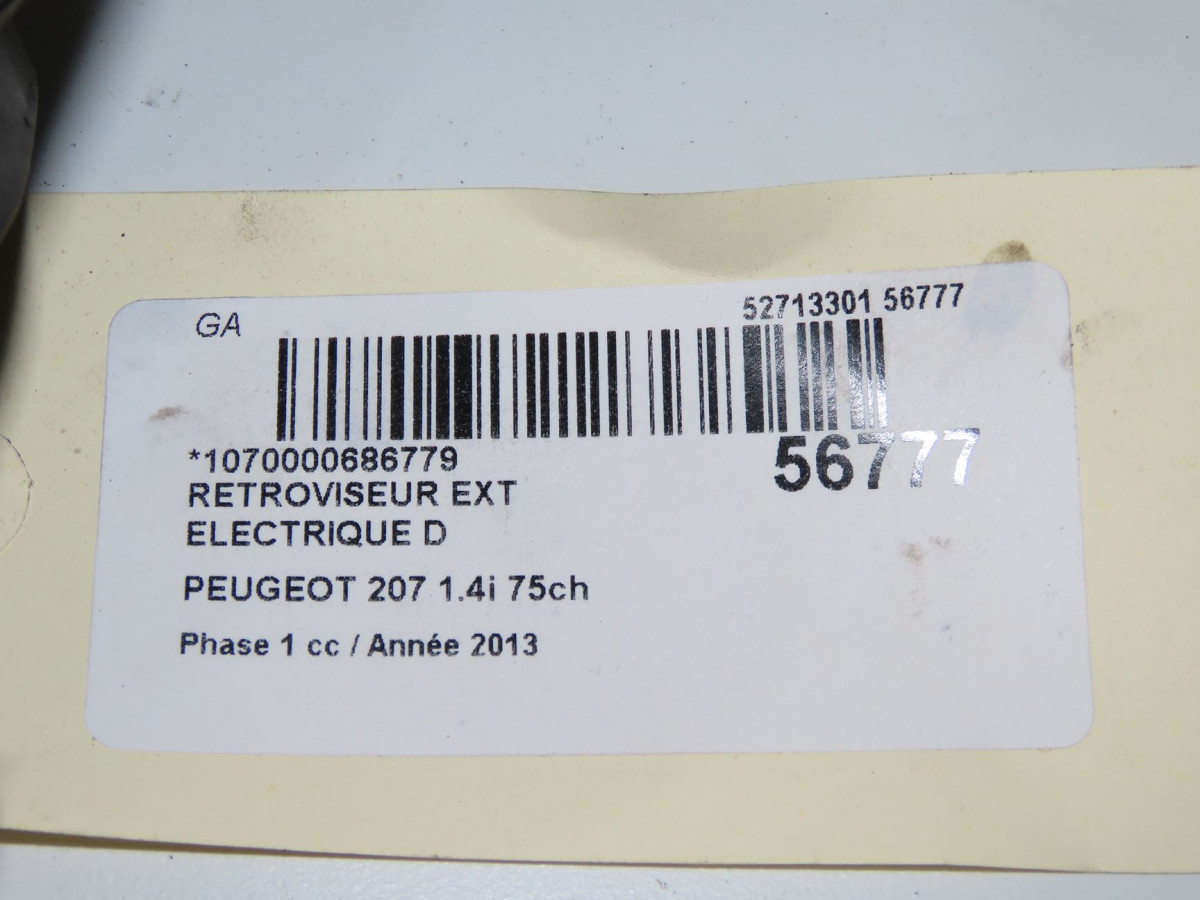 GA
52713301 56777
*1070000686779
56777
RETROVISEUR EXT
ELECTRIQUE D
PEUGEOT 207 1.4i 75ch
Phase 1 cc / Année 2013